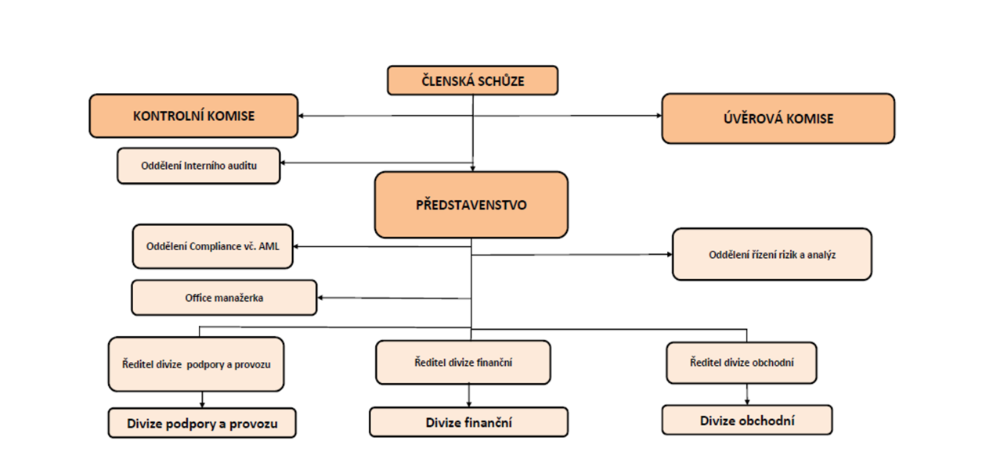 ČLENSKÁ SCHŮZE
KONTROLNÍ KOMISE
ÚVĚROVÁ KOMISE
Oddělení Interního auditu
PŘEDSTAVENSTVO
Oddělení Compliance vč. AML
Oddělení řízení rizik a analýz
Office manažerka
Ředitel divize podpory a provozu
Ředitel divize finanční
Ředitel divize obchodní
Divize podpory a provozu
Divize finanční
Divize obchodní